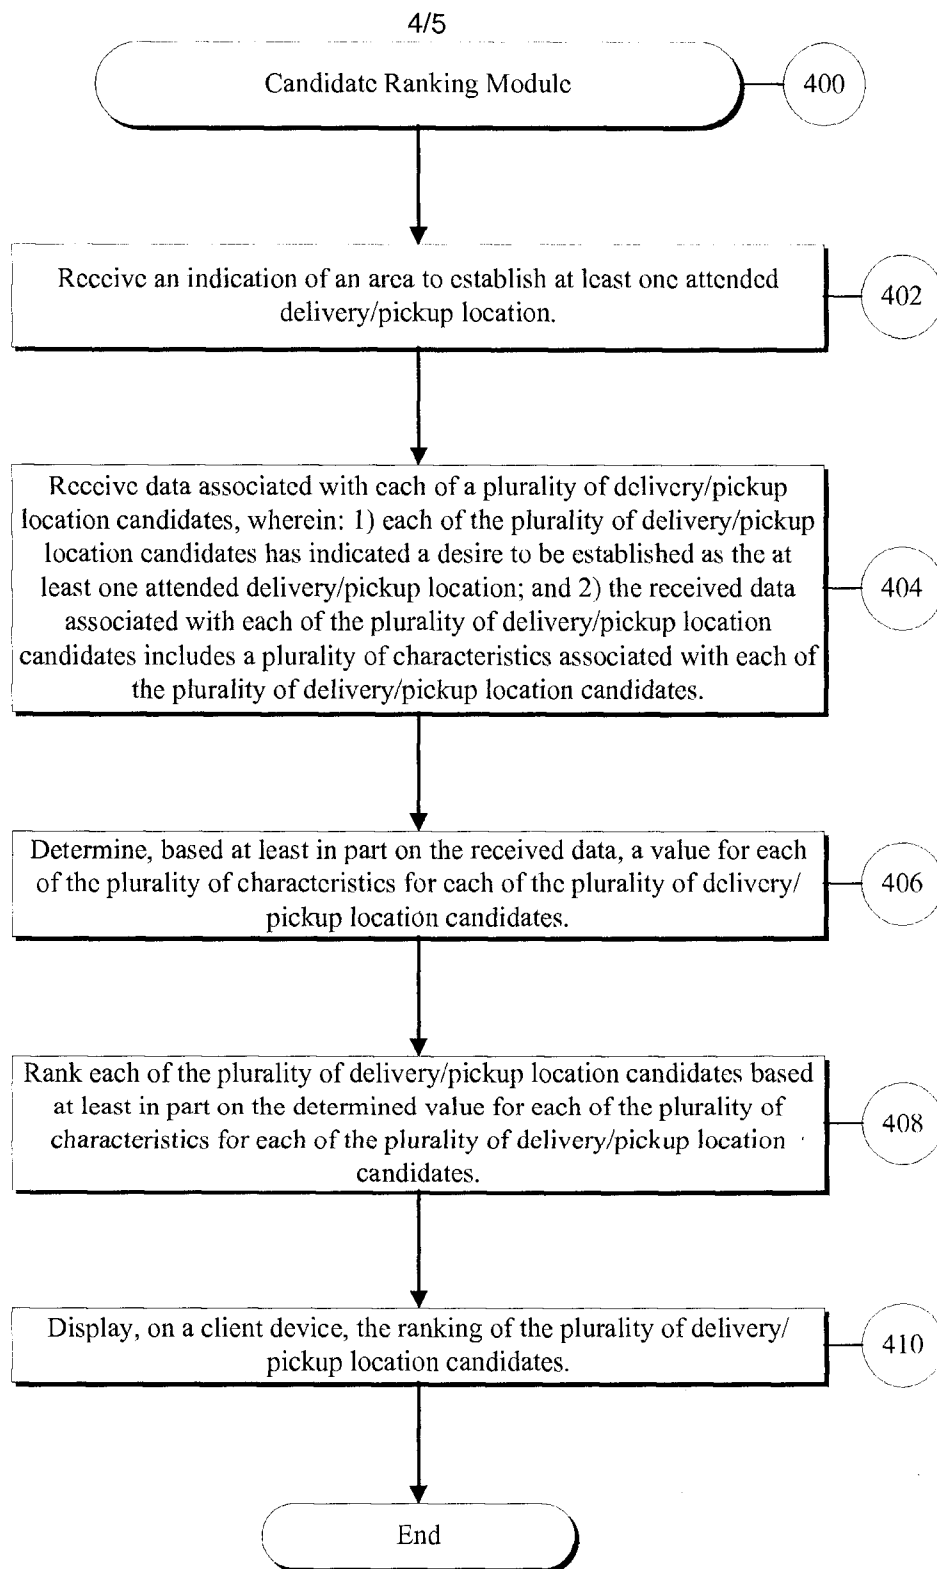 4/5
Candidate Ranking Module
400
Receive an indication of an area to establish at least one attended
delivery/pickup location.
402
Receive data associated with each of a plurality of delivery/pickup
location candidates, wherein: 1) each of the plurality of delivery/pickup
location candidates has indicated a desire to be established as the at
least one attended delivery/pickup location; and 2) the received data
associated with each of the plurality of delivery/pickup location
candidates includes a plurality of characteristics associated with each of
the plurality of delivery/pickup location candidates.
404
Determine, based at least in part on the received data, a value for each
of the plurality of characteristics for each of the plurality of delivery/
pickup location candidates.
406
Rank each of the plurality of delivery/pickup location candidates based
at least in part on the determined value for each of the plurality of
characteristics for each of the plurality of delivery/pickup location
candidates.
408
Display, on a client device, the ranking of the plurality of delivery/
pickup location candidates.
410
End